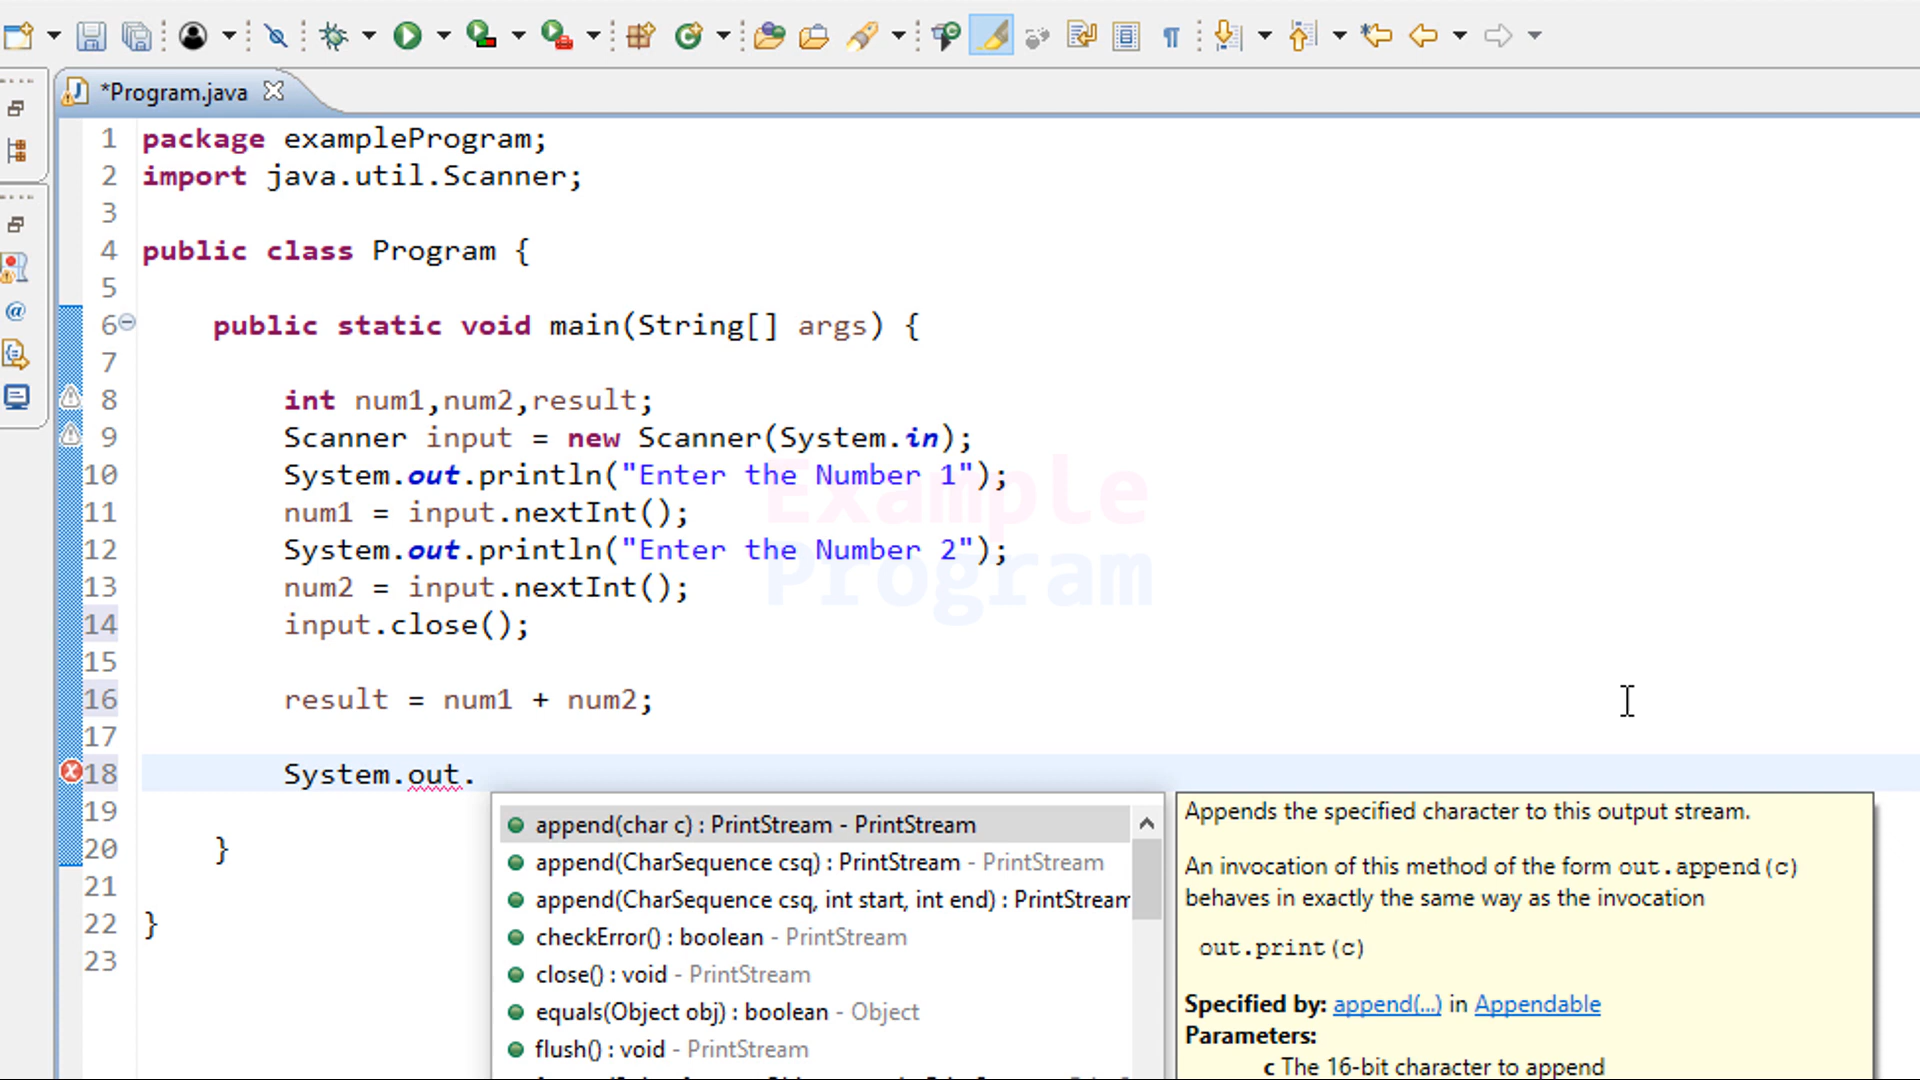 *Program.java
1 package exampleProgram;
2 import java.util.Scanner;
3
4 public class Program {
5
6 public static void main(String[] args) {
7
8 int num1,num2,result;
9 Scanner input = new Scanner(System.in);
10 System.out.println("Enter the Number 1");
11 num1 = input.nextInt();
12 System.out.println("Enter the Number 2");
13 num2 = input.nextInt();
14 input.close();
15
16 result = num1 + num2;
17
18 System.out.
19
20 }
21
22 }
23
Example
Program
append(char c) : PrintStream - PrintStream
append(CharSequence csq) : PrintStream - PrintStream
append(CharSequence csq, int start, int end) : PrintStream
checkError() : boolean - PrintStream
close() : void - PrintStream
equals(Object obj) : boolean - Object
flush() : void - PrintStream
Appends the specified character to this output stream.
An invocation of this method of the form out.append(c)
behaves in exactly the same way as the invocation
out.print(c)
Specified by: append(...) in Appendable
Parameters:
c The 16-bit character to append